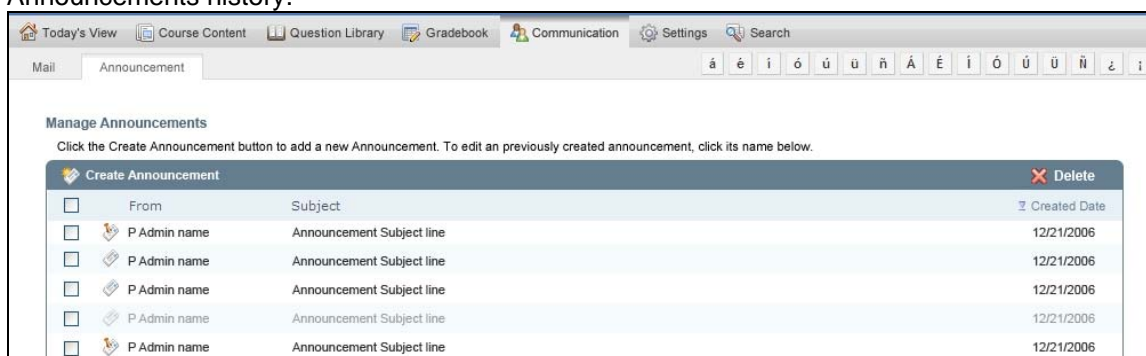 Announcements history:
Today's View Course Content Question Library Gradebook Communication Settings Search
Mail Announcement á é í ó ú ü ñ Á É Í Ó Ú Ü Ñ ¿ ¡
Manage Announcements
Click the Create Announcement button to add a new Announcement. To edit an previously created announcement, click its name below.
Create Announcement Delete
From Subject Created Date
P Admin name Announcement Subject line 12/21/2006
P Admin name Announcement Subject line 12/21/2006
P Admin name Announcement Subject line 12/21/2006
P Admin name Announcement Subject line 12/21/2006
P Admin name Announcement Subject line 12/21/2006